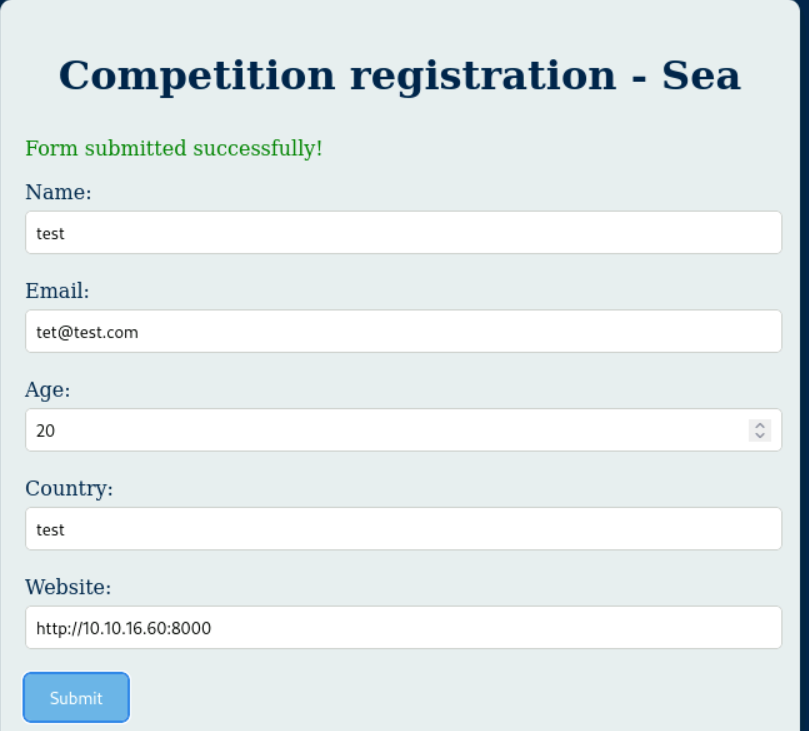 Competition registration - Sea
Form submitted successfully!
Name:
test
Email:
tet@test.com
Age:
20
Country:
test
Website:
http://10.10.16.60:8000
Submit